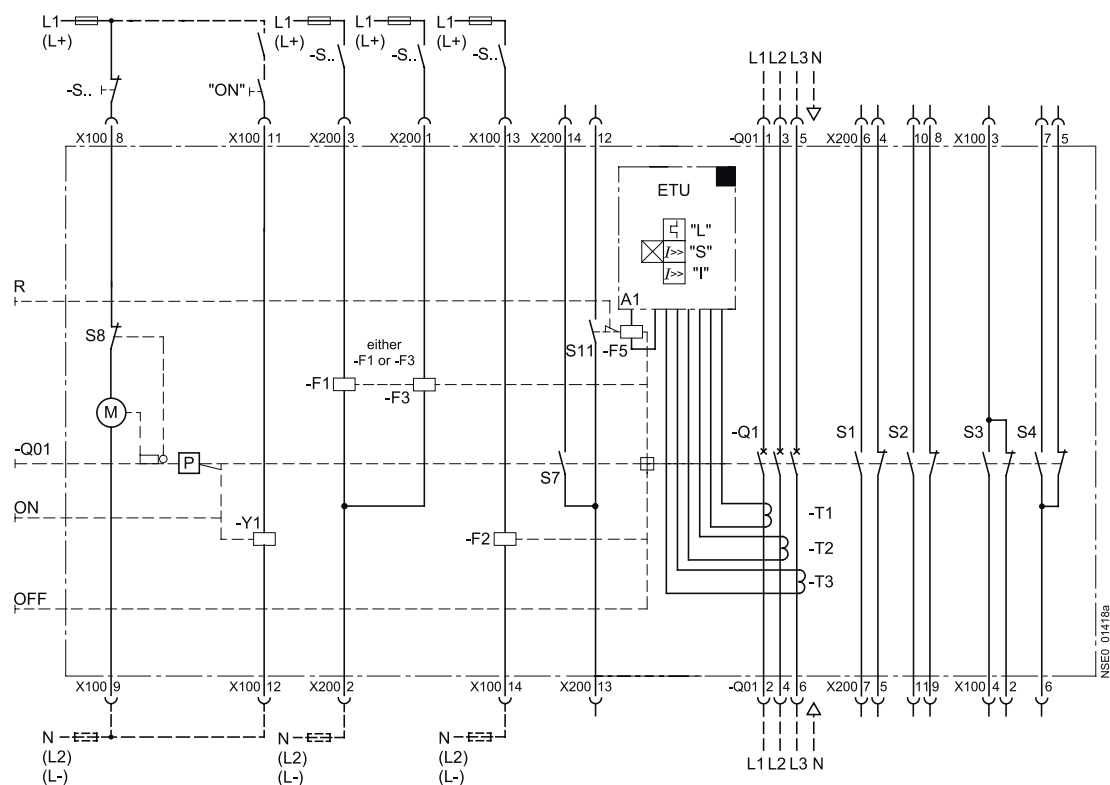 L1
(L+)
L1
(L+)
L1
(L+)
L1
(L+)
-S..
-S..
-S..
-S..
"ON"
L1 L2 L3 N
X100 8
X100 11
X200 3
X200 1
X100 13
X200 14
12
-Q01 1 3 5
X200 6 4
10 8
X100 3
7 5
ETU
"L"
I>> "S"
I>> "I"
R
A1
S8
S11
-F5
either
-F1 or -F3
-F1
-F3
M
-Q1
S1
S2
S3
S4
-Q01
P
S7
ON
-Y1
-F2
-T1
-T2
-T3
OFF
NSE0_01418a
X100 9
X100 12
X200 2
X100 14
X200 13
-Q01 2 4 6
X200 7 5
11 9
X100 4 2
6
N
(L2)
(L-)
N
(L2)
(L-)
N
(L2)
(L-)
L1 L2 L3 N